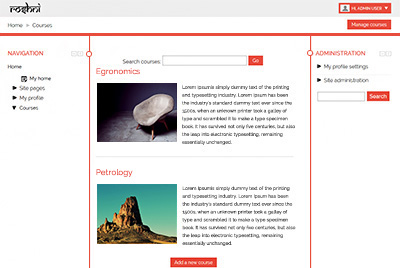 roshni
HI, ADMIN USER
Home » Courses
Manage courses
NAVIGATION
Home
My home
Site pages
My profile
Courses
Search courses:
Go
Egronomics
Lorem Ipsumis simply dummy text of the printing
and typesetting industry. Lorem Ipsum has been
the industry's standard dummy text ever since the
1500s, when an unknown printer took a galley of
type and scrambled it to make a type specimen
book. It has survived not only five centuries, but also
the leap into electronic typesetting, remaining
essentially unchanged.
Petrology
Lorem Ipsumis simply dummy text of the printing
and typesetting industry. Lorem Ipsum has been
the industry's standard dummy text ever since the
1500s, when an unknown printer took a galley of
type and scrambled it to make a type specimen
book. It has survived not only five centuries, but also
the leap into electronic typesetting, remaining
essentially unchanged.
Add a new course
ADMINISTRATION
My profile settings
Site administration
Search